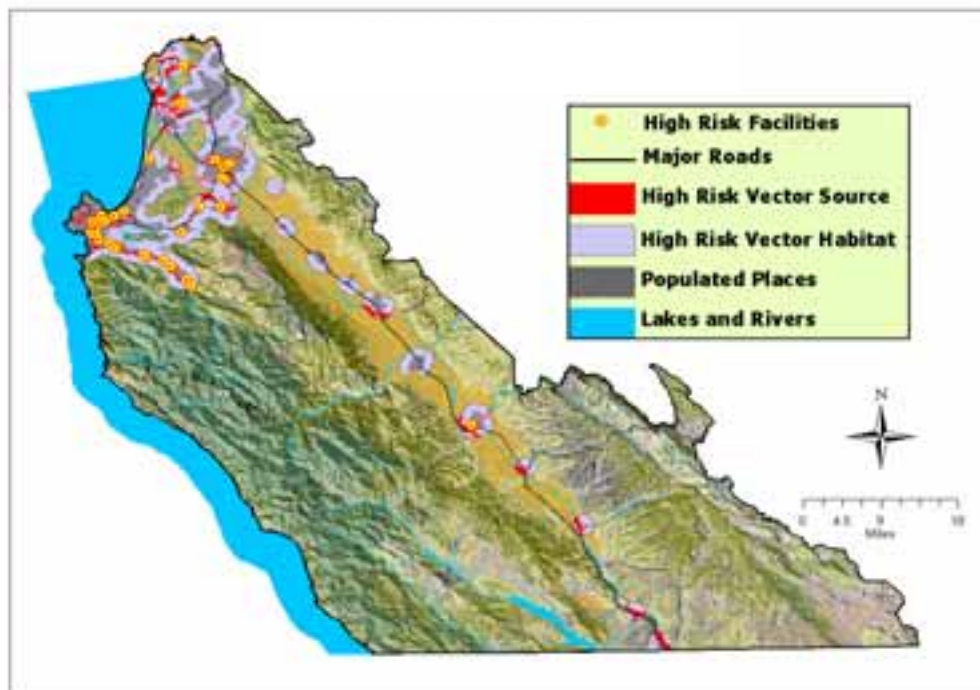 High Risk Facilities
Major Roads
High Risk Vector Source
High Risk Vector Habitat
Populated Places
Lakes and Rivers
N
0 4.5 9 18
Miles